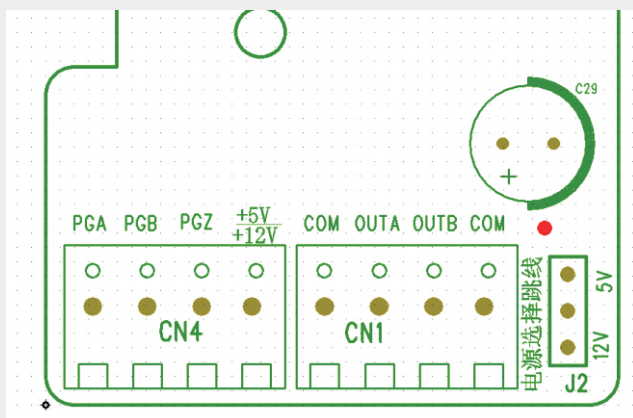 C29
+
PGA PGB PGZ +5V
+12V
COM OUTA OUTB COM
电源选择跳线
5V
12V
CN4
CN1
J2